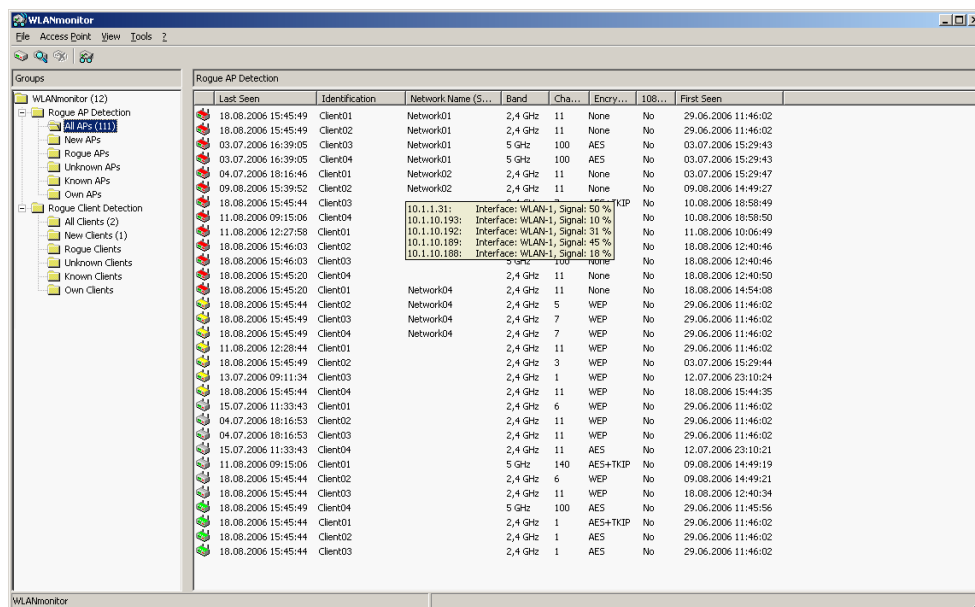 WLANmonitor
File Access Point View Tools ?
Groups
Rogue AP Detection
WLANmonitor (12)
Rogue AP Detection
All APs (111)
New APs
Rogue APs
Unknown APs
Known APs
Own APs
Rogue Client Detection
All Clients (2)
New Clients (1)
Rogue Clients
Unknown Clients
Known Clients
Own Clients
Last Seen Identification Network Name (S... Band Cha... Encry... 108... First Seen
18.08.2006 15:45:49 Client01 Network01 2,4 GHz 11 None No 29.06.2006 11:46:02
18.08.2006 15:45:49 Client02 Network01 2,4 GHz 11 None No 29.06.2006 11:46:02
03.07.2006 16:39:05 Client03 Network01 5 GHz 100 AES No 03.07.2006 15:29:43
03.07.2006 16:39:05 Client04 Network01 5 GHz 100 AES No 03.07.2006 15:29:43
04.07.2006 18:16:46 Client01 Network02 2,4 GHz 11 None No 03.07.2006 15:29:47
09.08.2006 15:39:52 Client02 Network02 2,4 GHz 11 None No 09.08.2006 14:49:27
18.08.2006 15:45:44 Client03 No 10.08.2006 18:58:49
11.08.2006 09:15:06 Client04 No 10.08.2006 18:58:50
11.08.2006 12:27:58 Client01 No 11.08.2006 10:06:49
18.08.2006 15:46:03 Client02 No 18.08.2006 12:40:46
18.08.2006 15:46:03 Client03 5 GHz 100 None No 18.08.2006 12:40:46
18.08.2006 15:45:20 Client04 2,4 GHz 11 None No 18.08.2006 12:40:50
18.08.2006 15:45:20 Client01 Network04 2,4 GHz 11 None No 18.08.2006 14:54:08
18.08.2006 15:45:44 Client02 Network04 2,4 GHz 5 WEP No 29.06.2006 11:46:02
18.08.2006 15:45:49 Client03 Network04 2,4 GHz 7 WEP No 29.06.2006 11:46:02
18.08.2006 15:45:49 Client04 Network04 2,4 GHz 7 WEP No 29.06.2006 11:46:02
11.08.2006 12:28:44 Client01 2,4 GHz 11 WEP No 29.06.2006 11:46:02
18.08.2006 15:45:49 Client02 2,4 GHz 3 WEP No 03.07.2006 15:29:44
13.07.2006 09:11:34 Client03 2,4 GHz 1 WEP No 12.07.2006 23:10:24
18.08.2006 15:45:44 Client04 2,4 GHz 11 WEP No 18.08.2006 15:44:35
15.07.2006 11:33:43 Client01 2,4 GHz 6 WEP No 29.06.2006 11:46:02
04.07.2006 18:16:53 Client02 2,4 GHz 11 WEP No 29.06.2006 11:46:02
04.07.2006 18:16:53 Client03 2,4 GHz 11 WEP No 29.06.2006 11:46:02
15.07.2006 11:33:43 Client04 2,4 GHz 11 AES No 12.07.2006 23:10:21
11.08.2006 09:15:06 Client01 5 GHz 140 AES+TKIP No 09.08.2006 14:49:19
18.08.2006 15:45:44 Client02 2,4 GHz 6 WEP No 09.08.2006 14:49:21
18.08.2006 15:45:44 Client03 2,4 GHz 11 WEP No 18.08.2006 12:40:34
18.08.2006 15:45:49 Client04 5 GHz 100 AES No 29.06.2006 11:45:56
18.08.2006 15:45:44 Client01 2,4 GHz 1 AES+TKIP No 29.06.2006 11:46:02
18.08.2006 15:45:44 Client02 2,4 GHz 1 AES No 29.06.2006 11:46:02
18.08.2006 15:45:44 Client03 2,4 GHz 1 AES No 29.06.2006 11:46:02
10.1.1.31: Interface: WLAN-1, Signal: 50 %
10.1.10.193: Interface: WLAN-1, Signal: 10 %
10.1.10.192: Interface: WLAN-1, Signal: 31 %
10.1.10.189: Interface: WLAN-1, Signal: 45 %
10.1.10.188: Interface: WLAN-1, Signal: 18 %
WLANmonitor